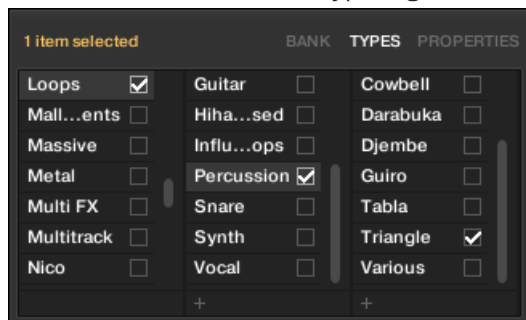 1 item selected BANK TYPES PROPERTIES
Loops Guitar Cowbell
Mall...ents Hiha...sed Darabuka
Massive Influ...ops Djembe
Metal Percussion Guiro
Multi FX Snare Tabla
Multitrack Synth Triangle
Nico Vocal Various
+ +